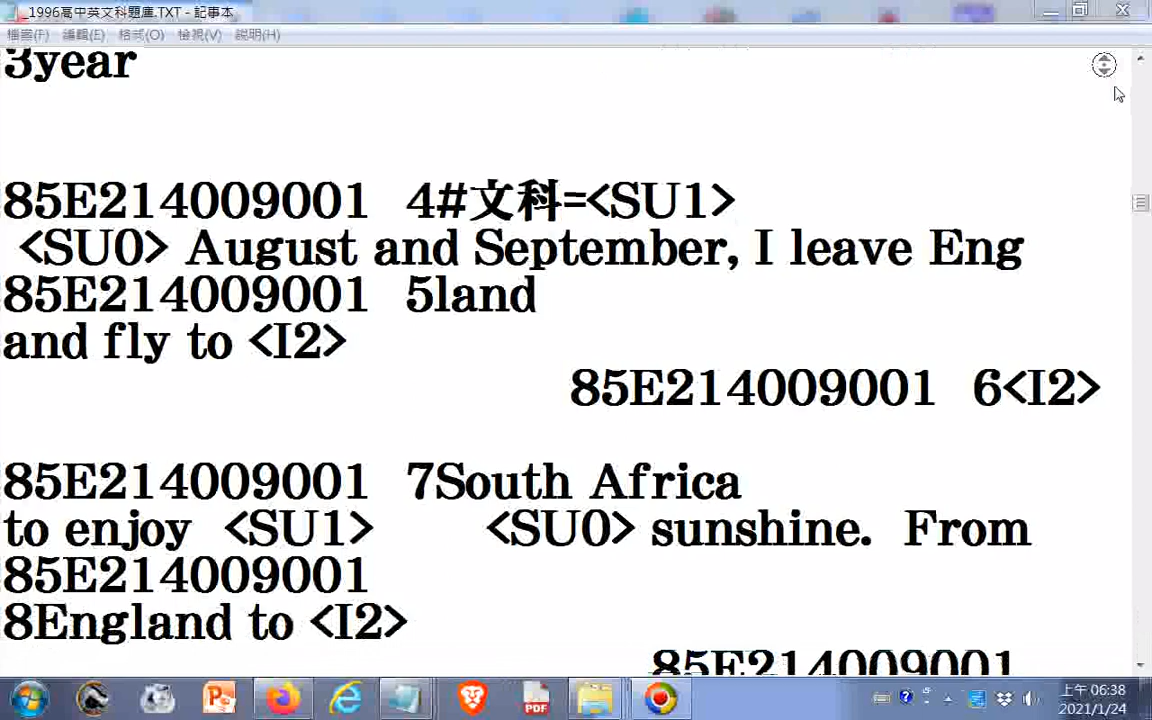 _1996高中英文科題庫.TXT - 記事本
檔案(F) 編輯(E) 格式(O) 檢視(V) 說明(H)
3year
85E214009001 4#文科=<SU1>
<SU0> August and September, I leave Eng
85E214009001 5land
and fly to <I2>
85E214009001 6<I2>
85E214009001 7South Africa
to enjoy <SU1> <SU0> sunshine. From
85E214009001
8England to <I2>
85E214009001
PDF
上午 06:38
2021/1/24